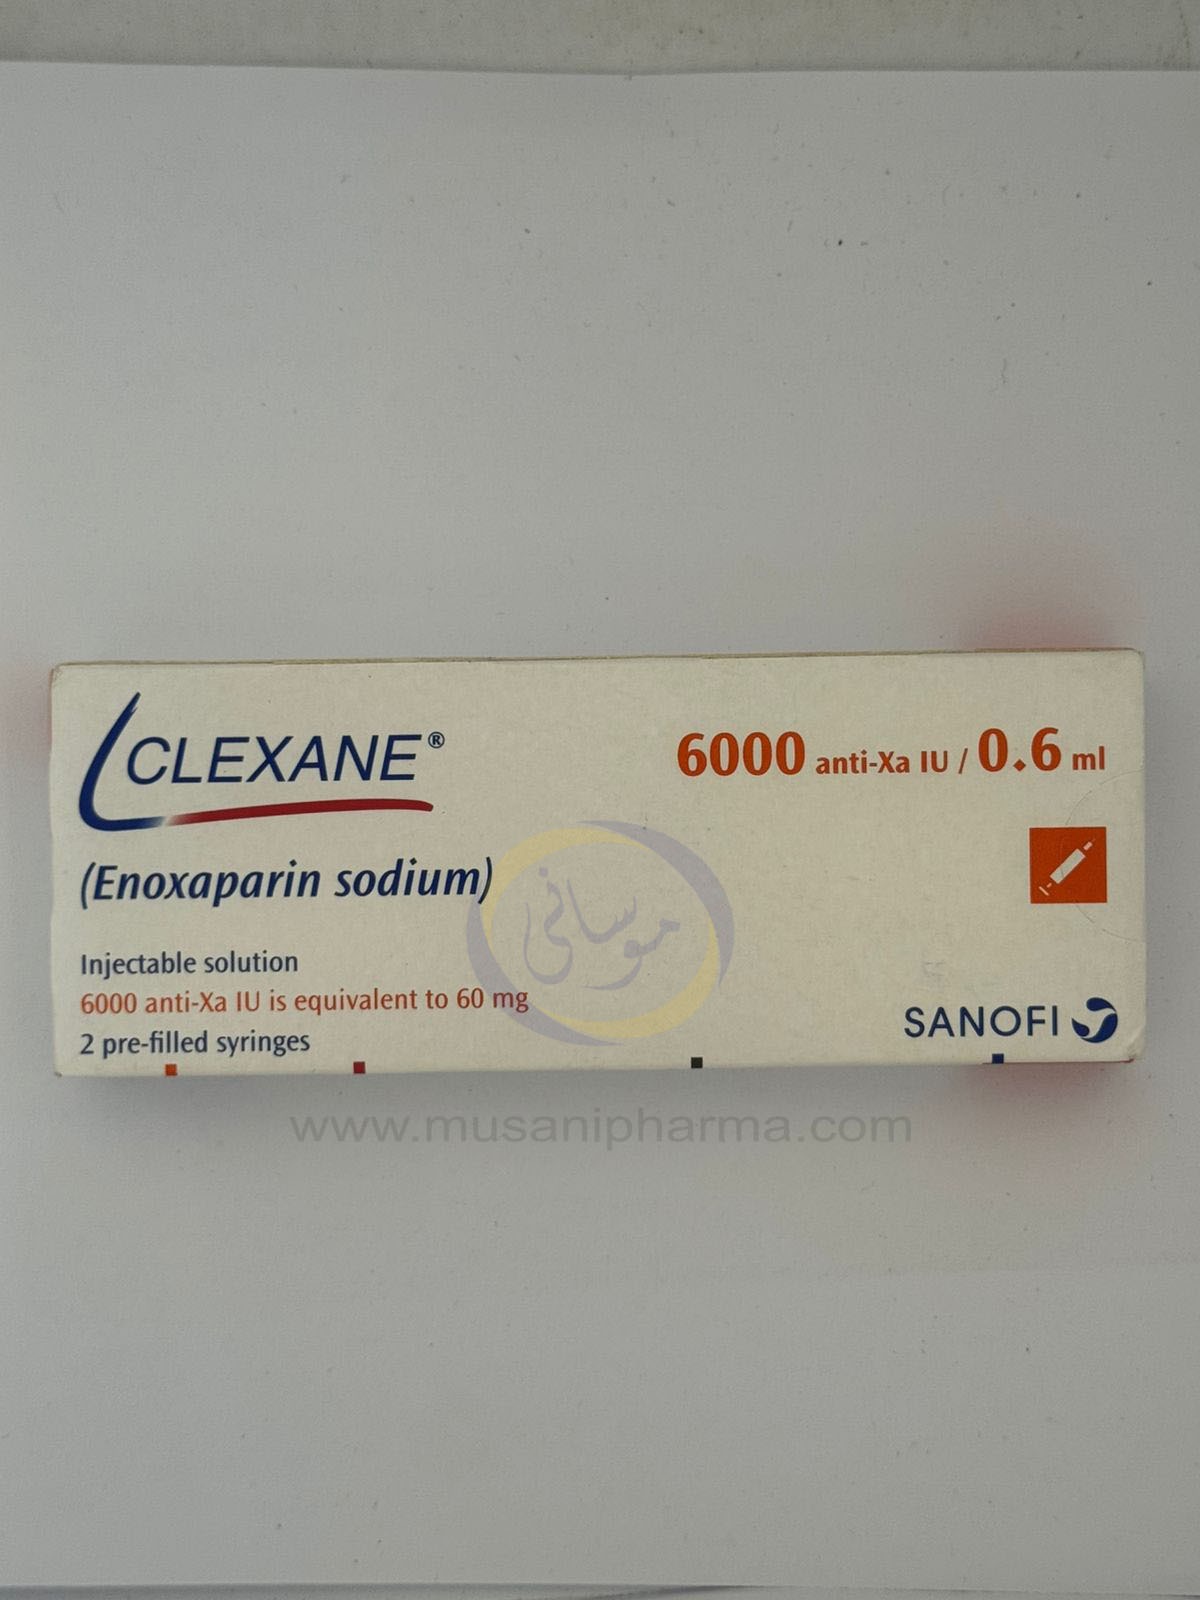 CLEXANE®
6000 anti-Xa IU / 0.6 ml
(Enoxaparin sodium)
موسانی
Injectable solution
6000 anti-Xa IU is equivalent to 60 mg
2 pre-filled syringes
SANOFI
www.musanipharma.com